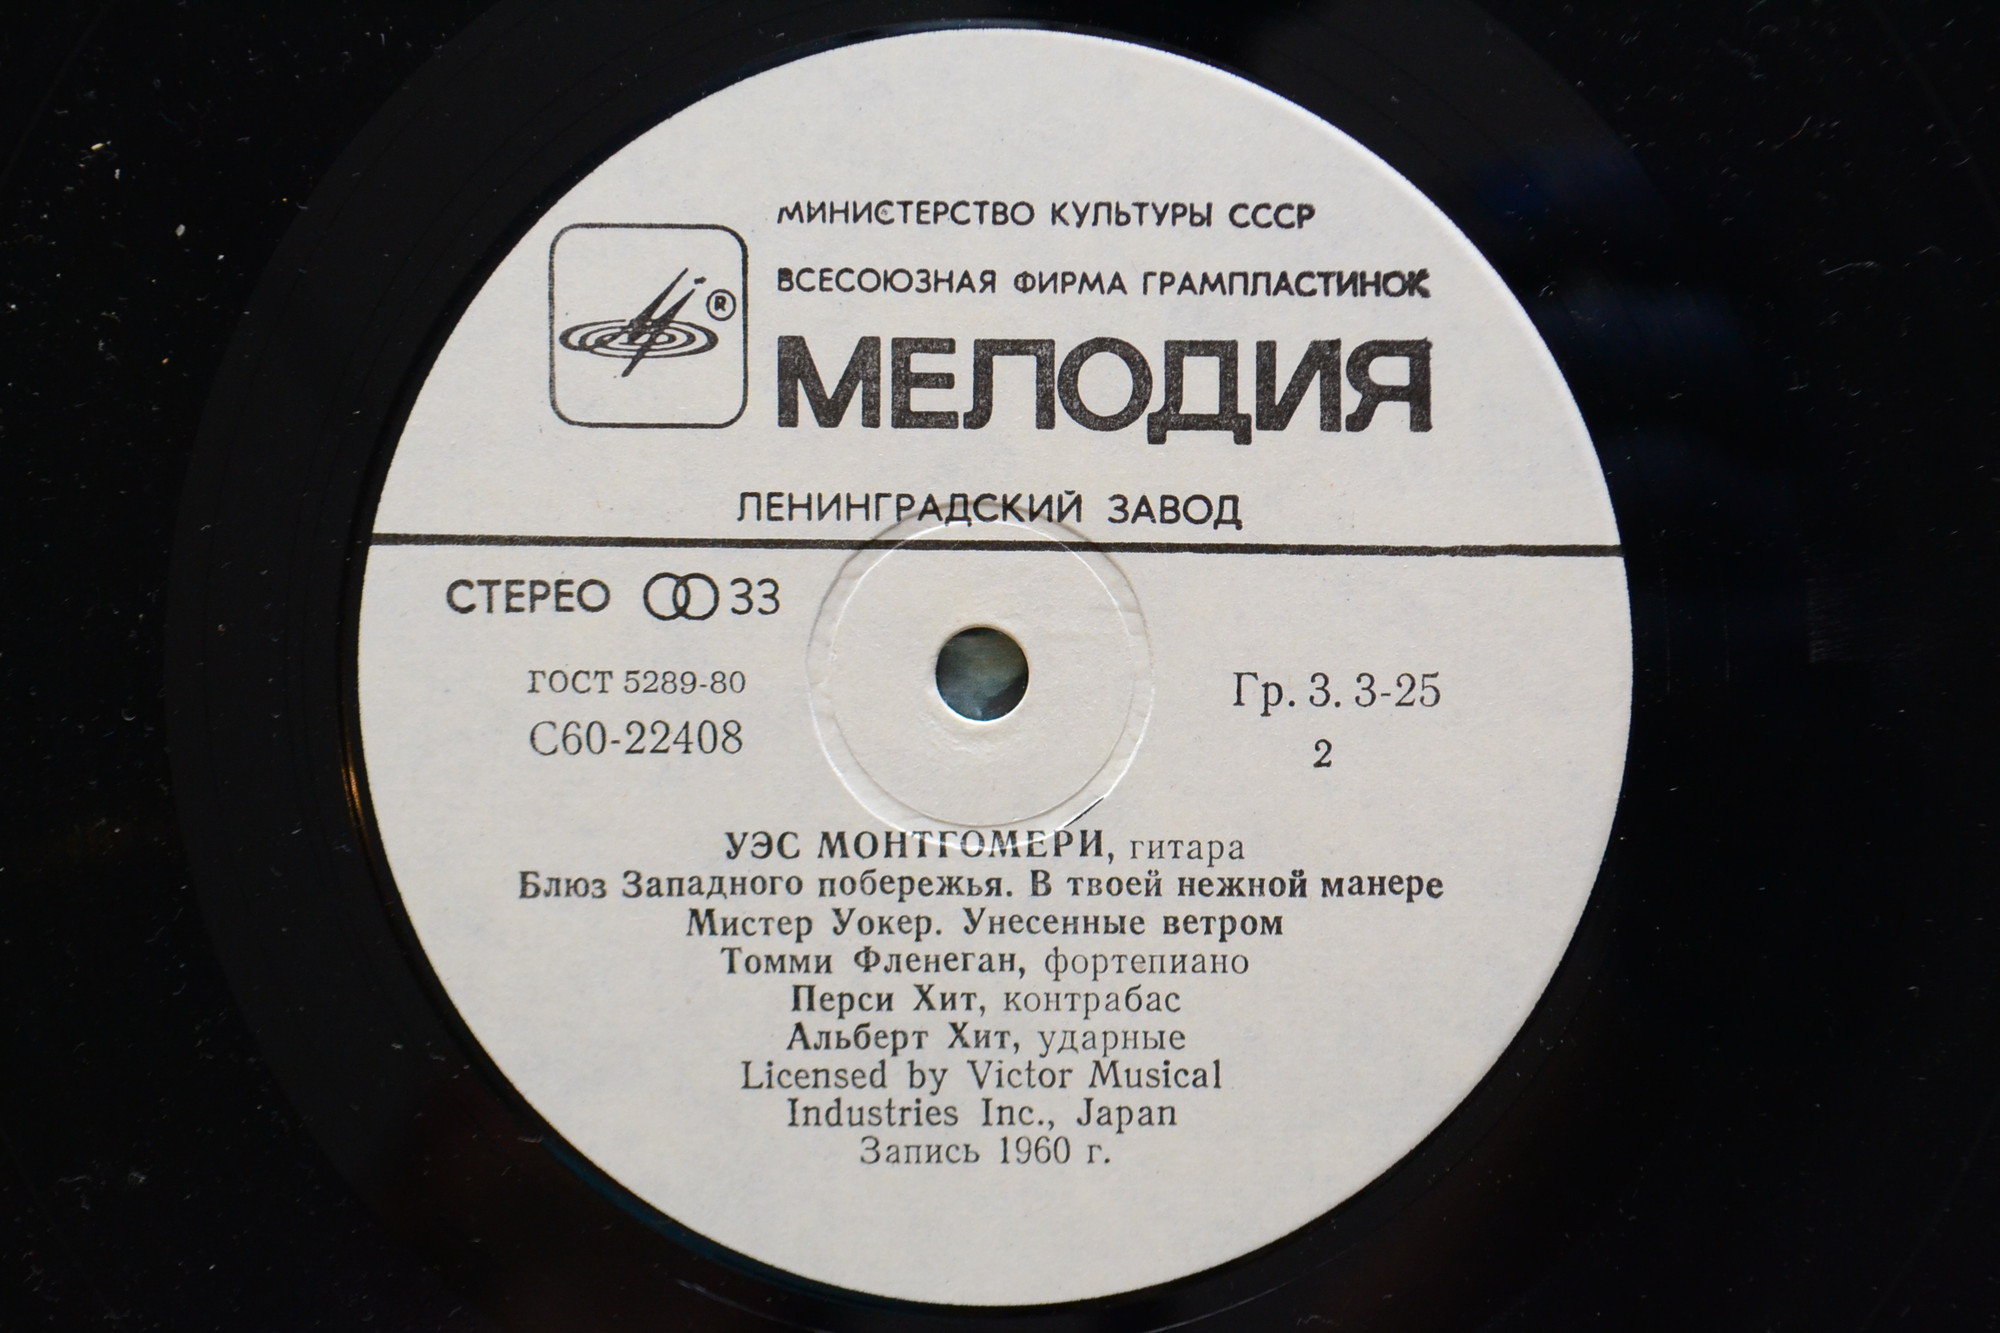 МИНИСТЕРСТВО КУЛЬТУРЫ СССР
ВСЕСОЮЗНАЯ ФИРМА ГРАМПЛАСТИНОК
®
МЕЛОДИЯ
ЛЕНИНГРАДСКИЙ ЗАВОД
СТЕРЕО 33
ГОСТ 5289-80
С60-22408
Гр. 3. 3-25
2
УЭС МОНТГОМЕРИ, гитара
Блюз Западного побережья. В твоей нежной манере
Мистер Уокер. Унесенные ветром
Томми Фленеган, фортепиано
Перси Хит, контрабас
Альберт Хит, ударные
Licensed by Victor Musical
Industries Inc., Japan
Запись 1960 г.